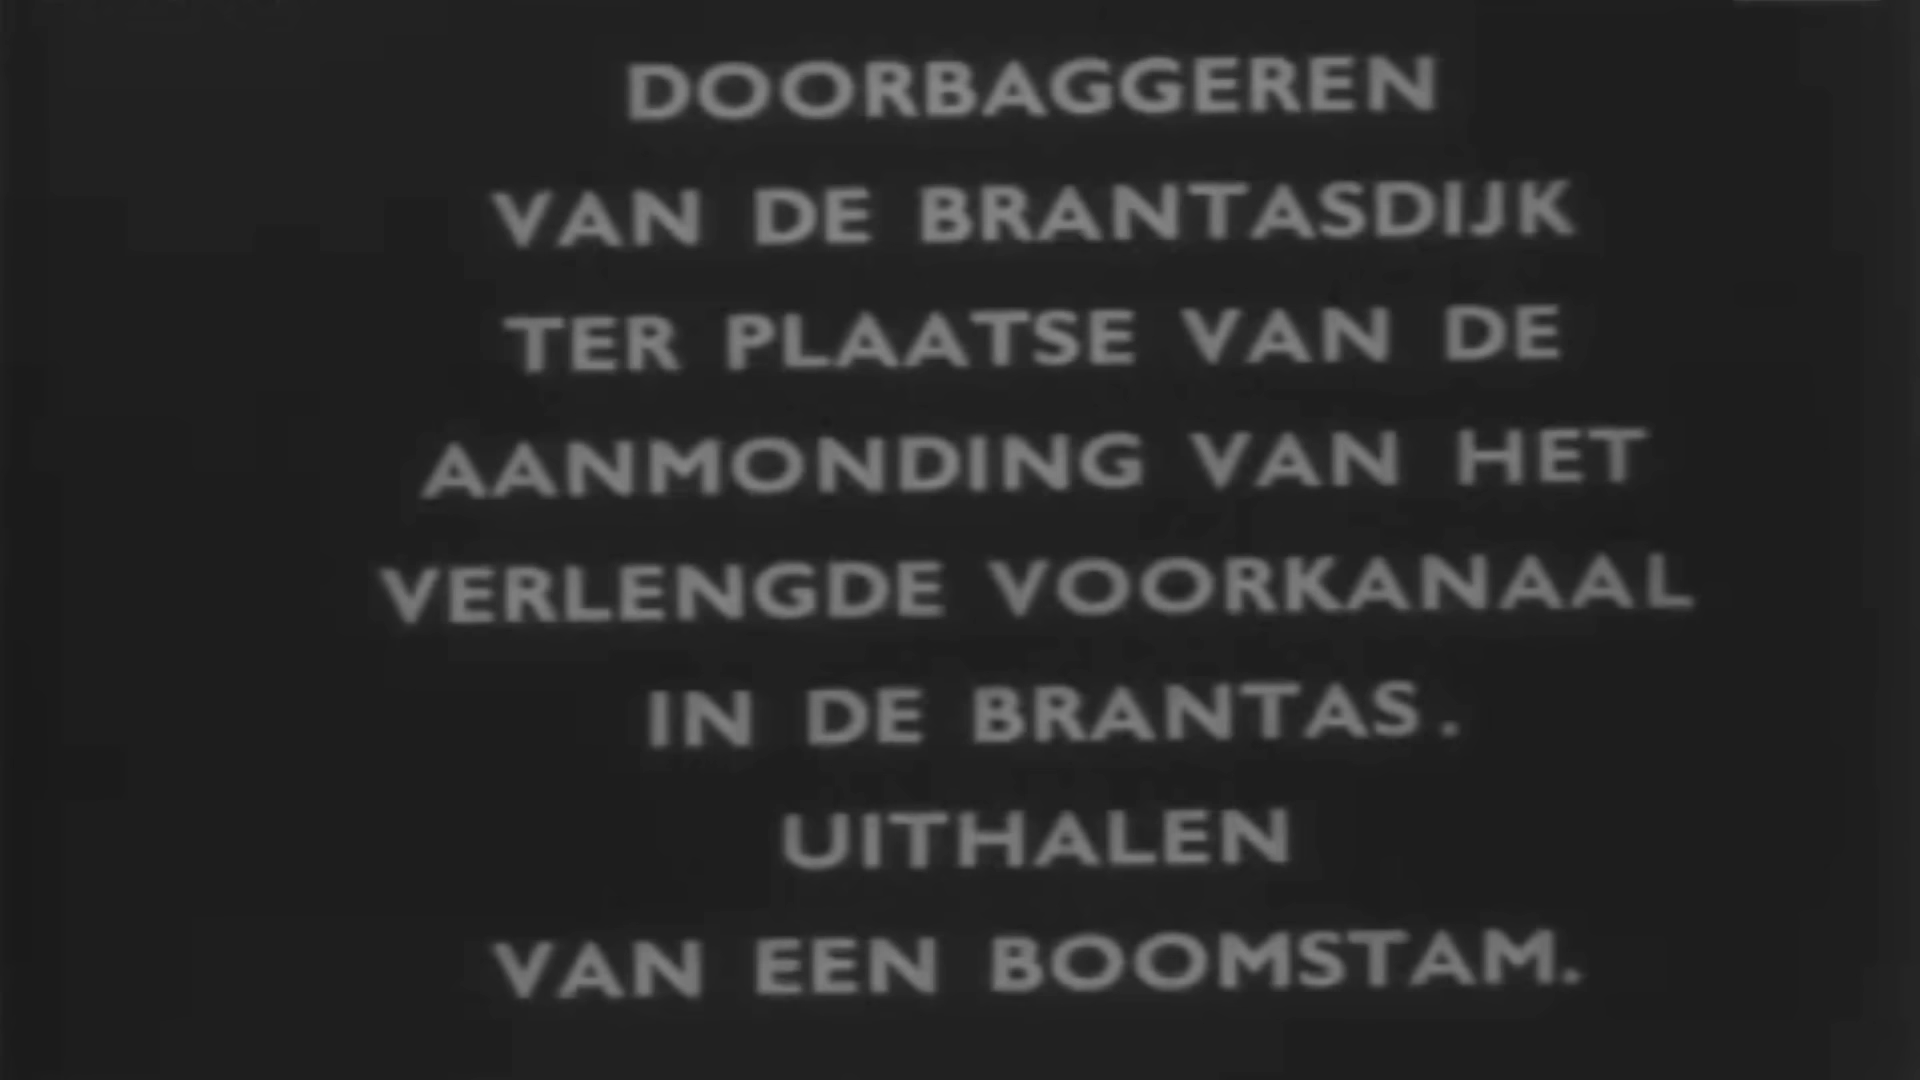 DOORBAGGEREN
VAN DE BRANTASDIJK
TER PLAATSE VAN DE
AANMONDING VAN HET
VERLENGDE VOORKANAAL
IN DE BRANTAS.
UITHALEN
VAN EEN BOOMSTAM.